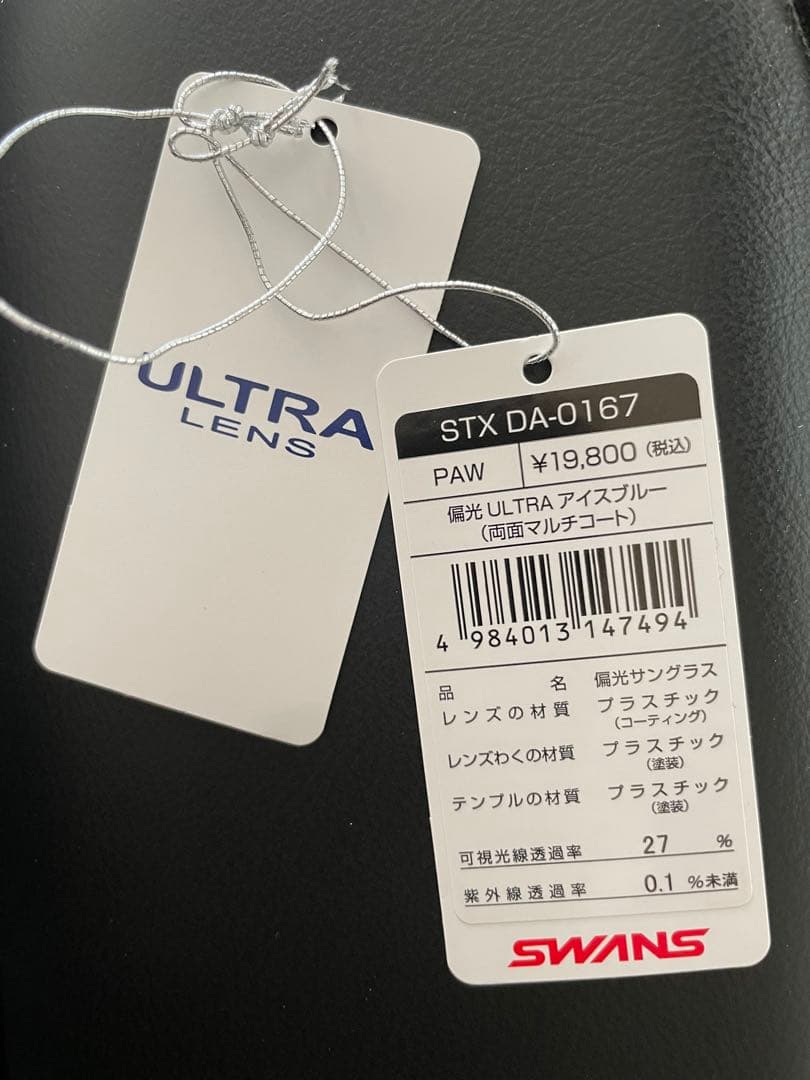 ULTRA
LENS
STX DA-0167
PAW ¥19,800 (税込)
偏光 ULTRA アイスブルー
(両面マルチコート)
4 984013 147494
品名 偏光サングラス
レンズの材質 プラスチック
(コーティング)
レンズわくの材質 プラスチック
(塗装)
テンプルの材質 プラスチック
(塗装)
可視光線透過率 27 %
紫外線透過率 0.1 %未満
SWANS